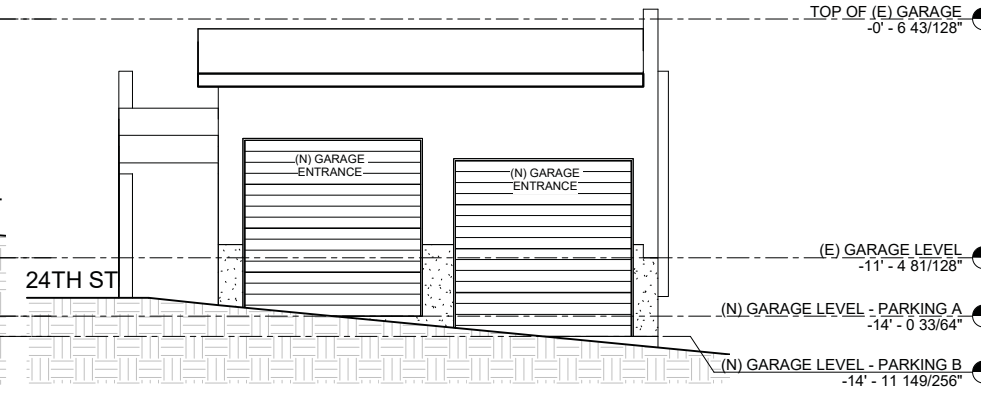 TOP OF (E) GARAGE
-0' - 6 43/128"
(N) GARAGE
ENTRANCE
(N) GARAGE
ENTRANCE
(E) GARAGE LEVEL
-11' - 4 81/128"
24TH ST
(N) GARAGE LEVEL - PARKING A
-14' - 0 33/64"
(N) GARAGE LEVEL - PARKING B
-14' - 11 149/256"